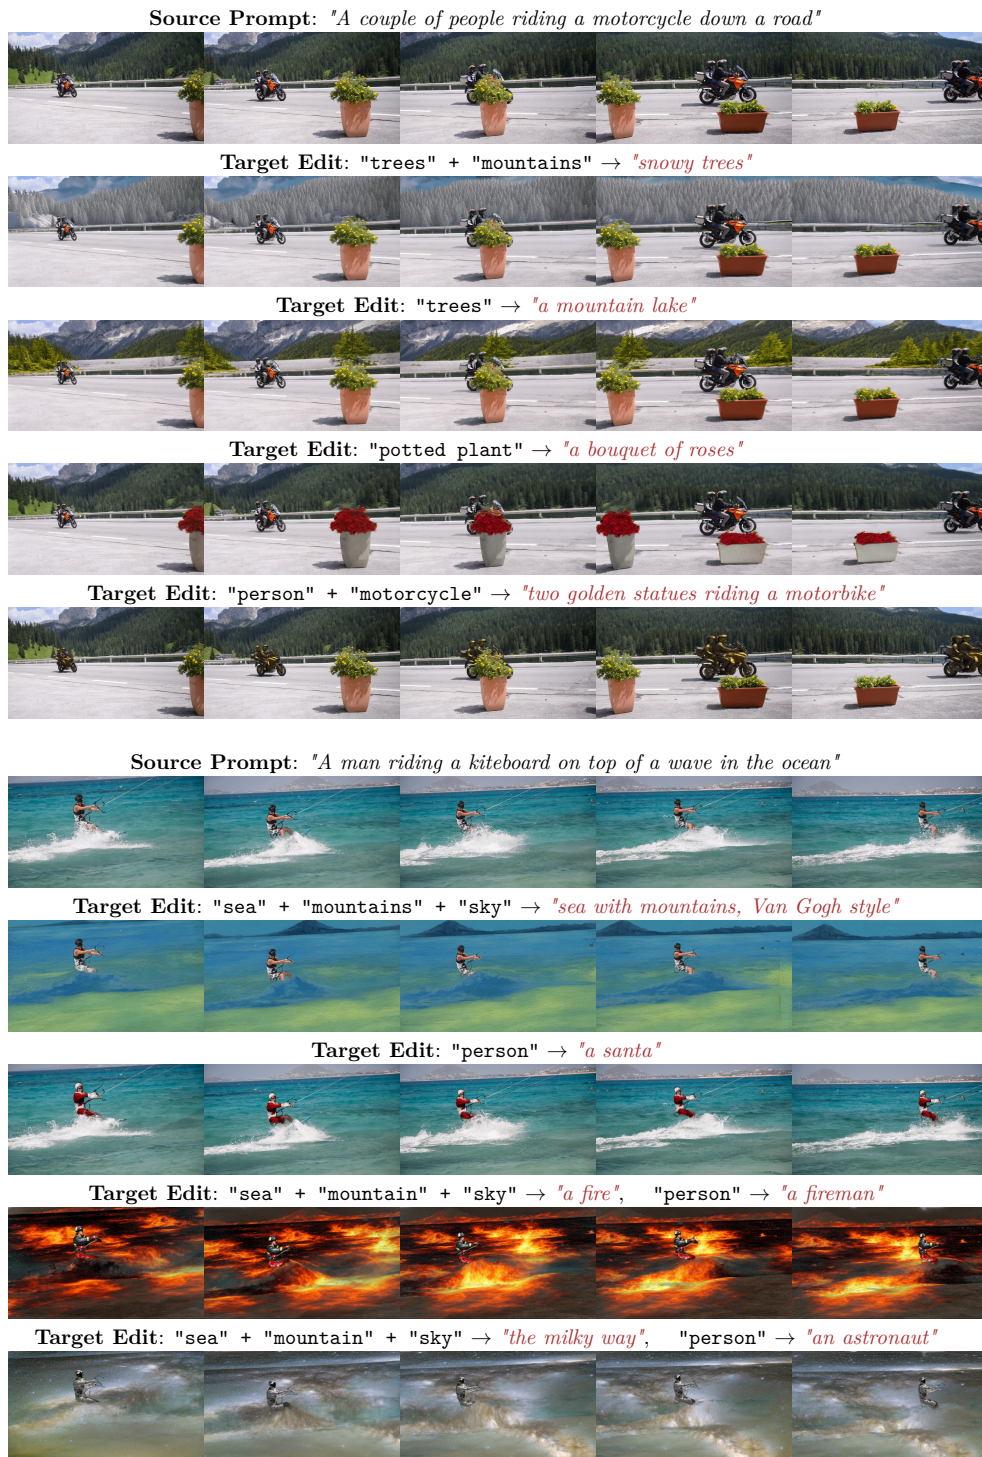 Source Prompt: "A couple of people riding a motorcycle down a road"
Target Edit: "trees" + "mountains" → "snowy trees"
Target Edit: "trees" → "a mountain lake"
Target Edit: "potted plant" → "a bouquet of roses"
Target Edit: "person" + "motorcycle" → "two golden statues riding a motorbike"
Source Prompt: "A man riding a kiteboard on top of a wave in the ocean"
Target Edit: "sea" + "mountains" + "sky" → "sea with mountains, Van Gogh style"
Target Edit: "person" → "a santa"
Target Edit: "sea" + "mountain" + "sky" → "a fire", "person" → "a fireman"
Target Edit: "sea" + "mountain" + "sky" → "the milky way", "person" → "an astronaut"